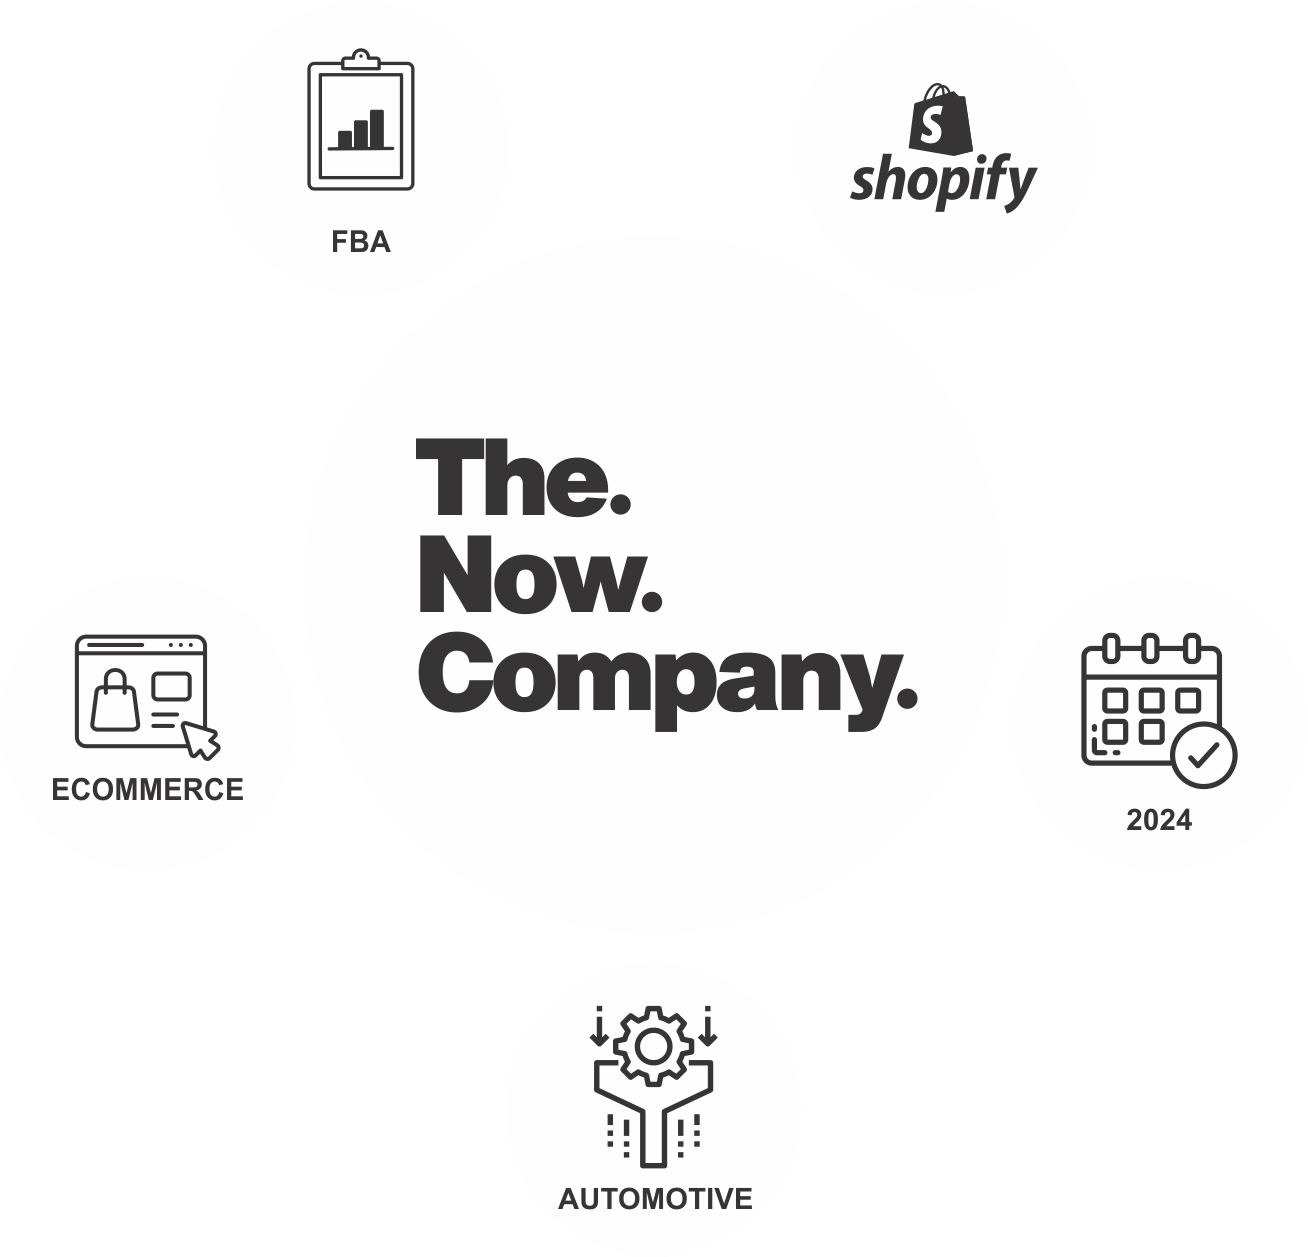 FBA
S
shopify
The.
Now.
Company.
ECOMMERCE
2024
AUTOMOTIVE